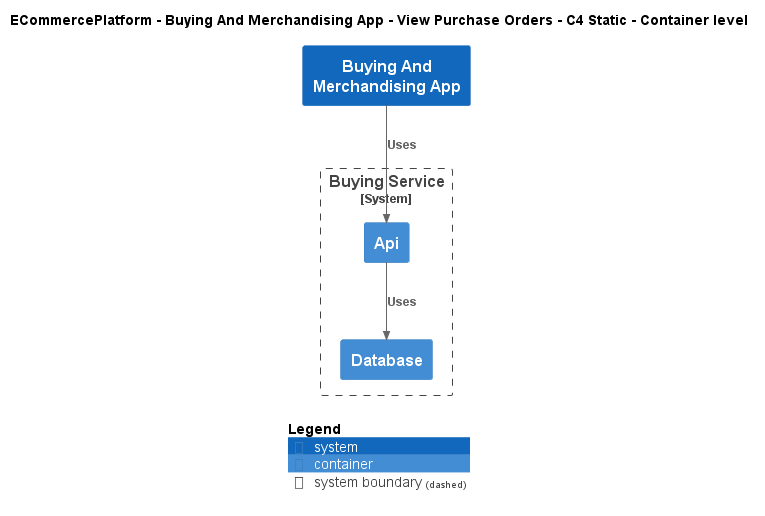 ECommercePlatform - Buying And Merchandising App - View Purchase Orders - C4 Static - Container level
Buying And
Merchandising App
Uses
Buying Service
[System]
Api
Uses
Database
Legend
system
container
system boundary (dashed)